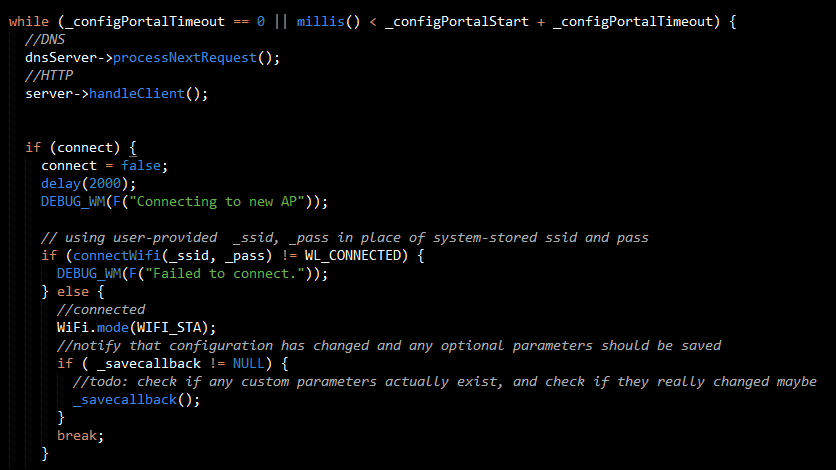 while (_configPortalTimeout == 0 || millis() < _configPortalStart + _configPortalTimeout) {
//DNS
dnsServer->processNextRequest();
//HTTP
server->handleClient();
if (connect) {
connect = false;
delay(2000);
DEBUG_WM(F("Connecting to new AP"));
// using user-provided  _ssid, _pass in place of system-stored ssid and pass
if (connectWifi(_ssid, _pass) != WL_CONNECTED) {
DEBUG_WM(F("Failed to connect."));
} else {
//connected
WiFi.mode(WIFI_STA);
//notify that configuration has changed and any optional parameters should be saved
if ( _savecallback != NULL) {
//todo: check if any custom parameters actually exist, and check if they really changed maybe
_savecallback();
}
break;
}